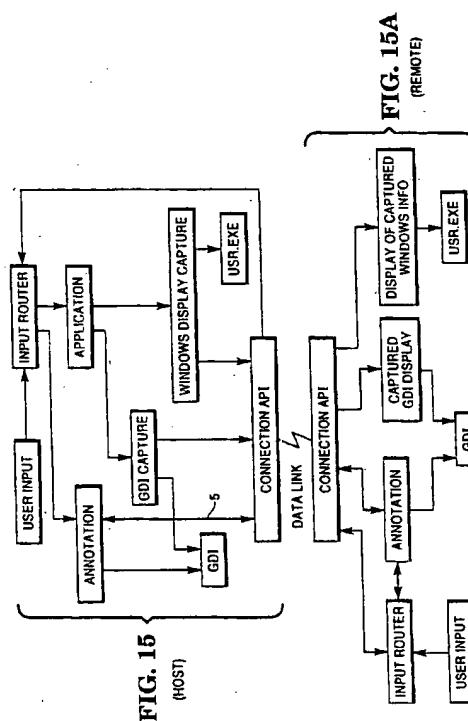 FIG. 15
(HOST)
USER INPUT
INPUT ROUTER
ANNOTATION
APPLICATION
GDI CAPTURE
WINDOWS DISPLAY CAPTURE
5
GDI
USR.EXE
CONNECTION API
DATA LINK
FIG. 15A
(REMOTE)
CONNECTION API
INPUT ROUTER
ANNOTATION
CAPTURED
GDI DISPLAY
DISPLAY OF CAPTURED
WINDOWS INFO
USER INPUT
GDI
USR.EXE